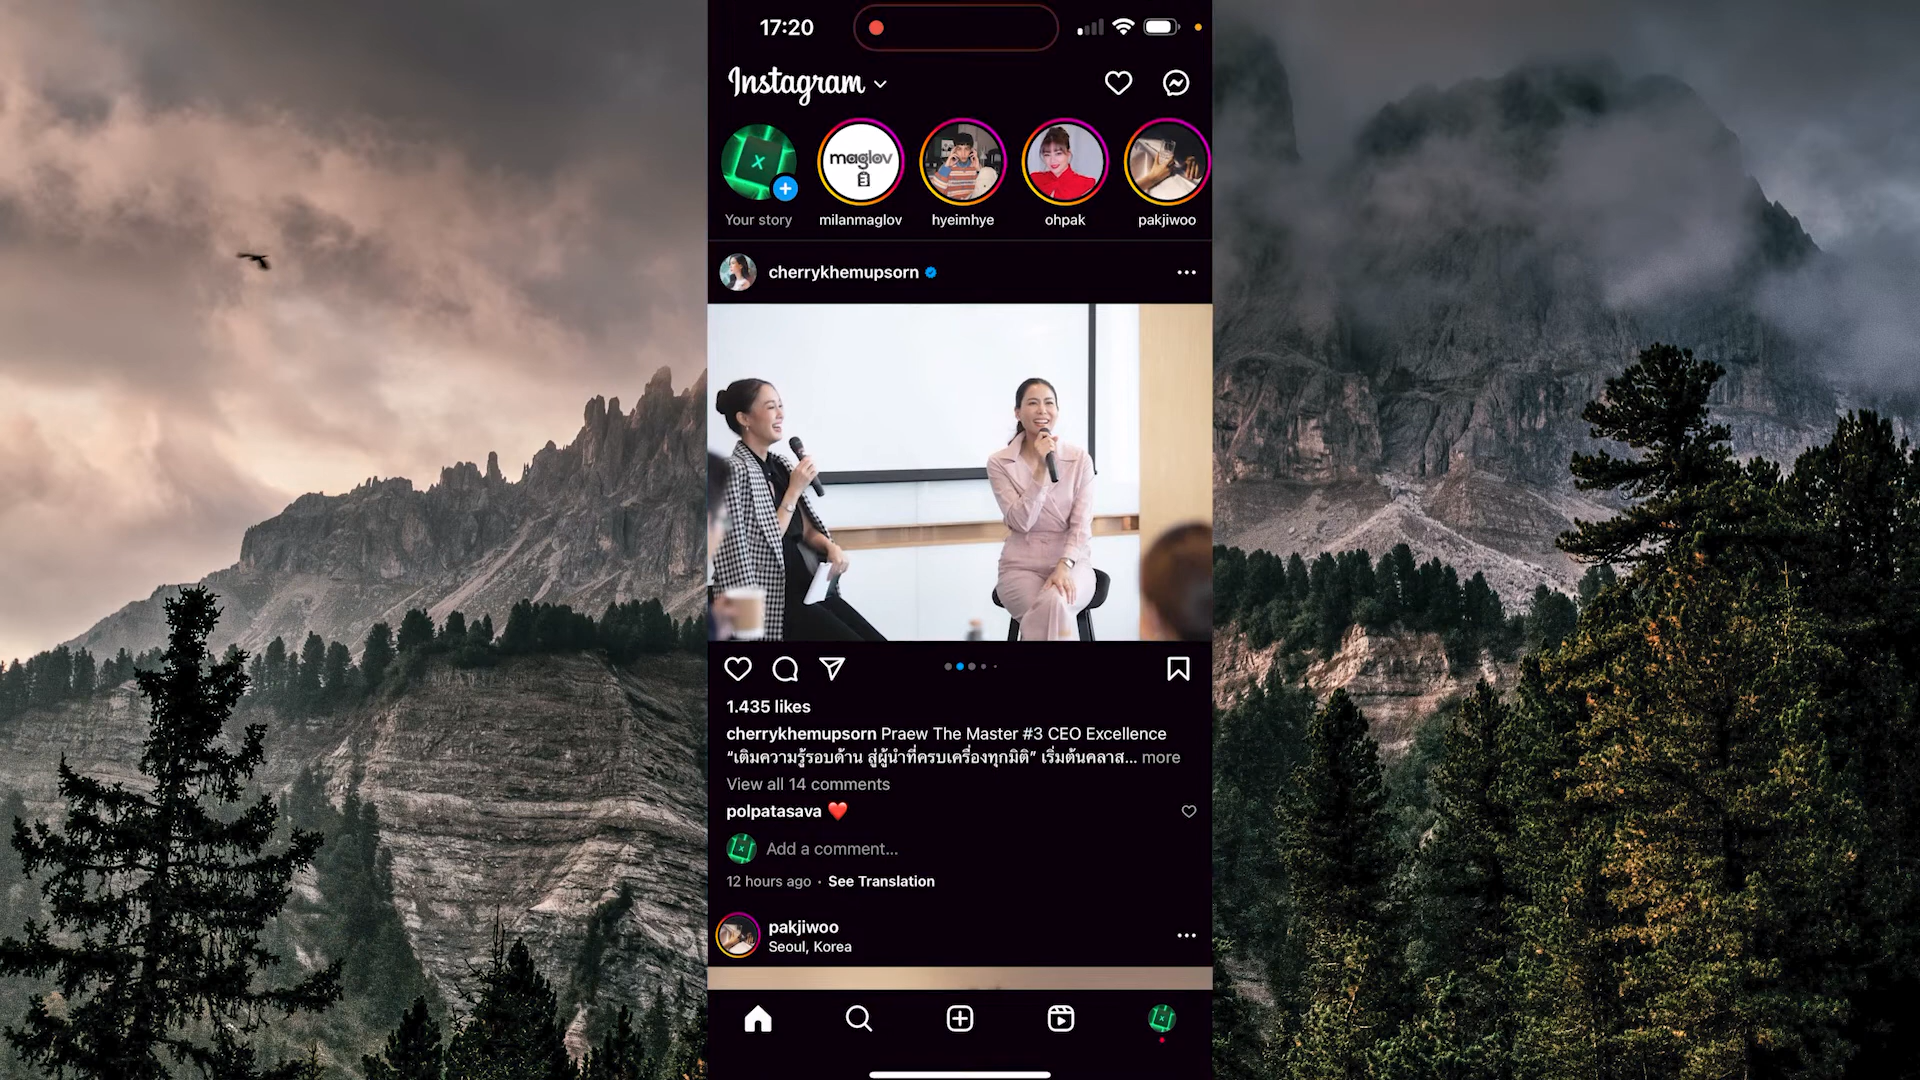 17:20
Instagram
maglov
Your story
milanmaglov
hyeimhye
ohpak
pakjiwoo
cherrykhemupsorn
1.435 likes
cherrykhemupsorn Praew The Master #3 CEO Excellence
“เติมความรู้รอบด้าน สู่ผู้นำที่ครบเครื่องทุกมิติ” เริ่มต้นคลาส... more
View all 14 comments
polpatasava ❤️
Add a comment...
12 hours ago · See Translation
pakjiwoo
Seoul, Korea